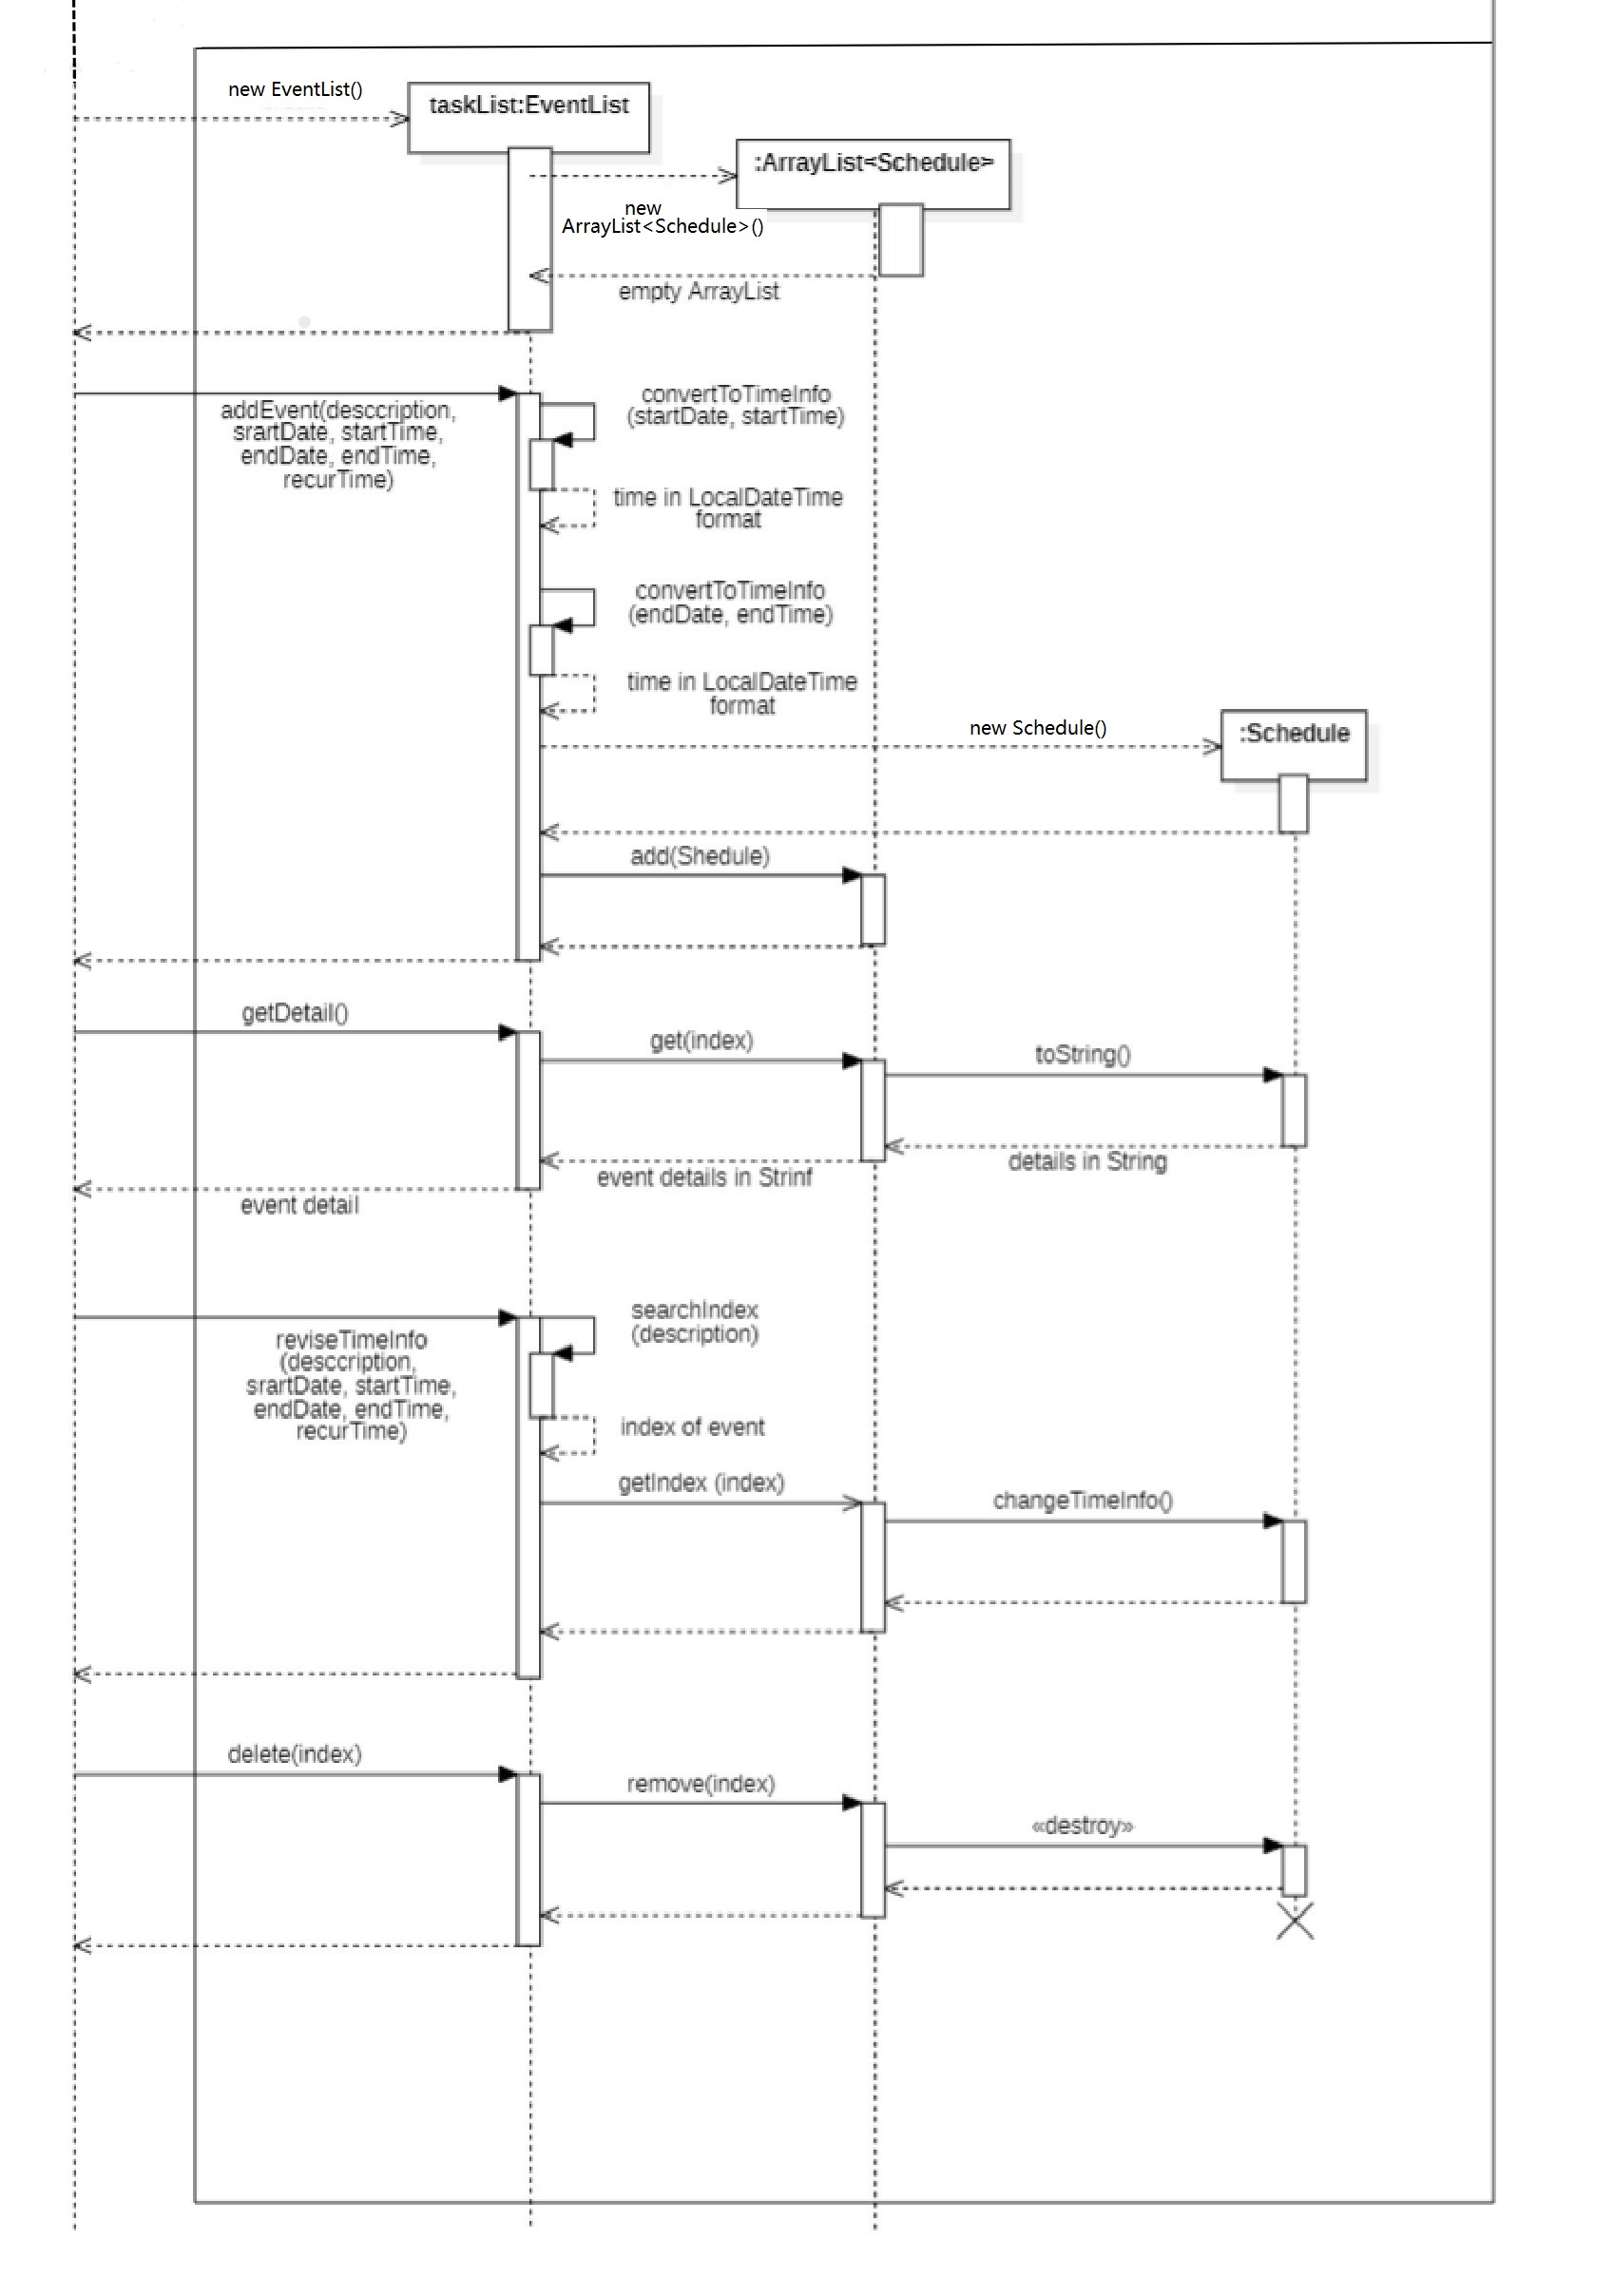 new EventList()
taskList:EventList
:ArrayList<Schedule>
new
ArrayList<Schedule>()
empty ArrayList
addEvent(desccription,
srartDate, startTime,
endDate, endTime,
recurTime)
convertToTimeInfo
(startDate, startTime)
time in LocalDateTime
format
convertToTimeInfo
(endDate, endTime)
time in LocalDateTime
format
new Schedule()
:Schedule
add(Shedule)
getDetail()
get(index)
toString()
details in String
event details in Strinf
event detail
reviseTimeInfo
(desccription,
srartDate, startTime,
endDate, endTime,
recurTime)
searchIndex
(description)
index of event
getIndex (index)
changeTimeInfo()
delete(index)
remove(index)
«destroy»